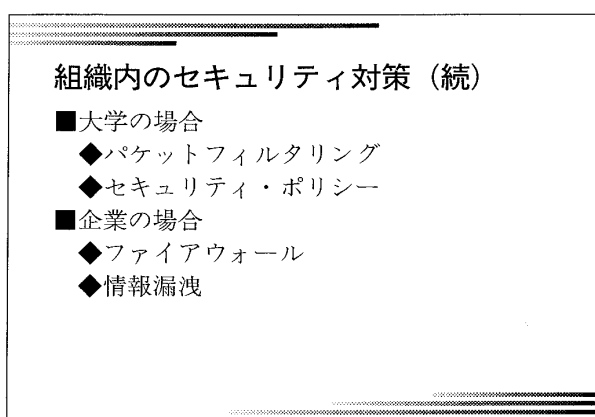 組織内のセキュリティ対策（続）
■大学の場合
◆パケットフィルタリング
◆セキュリティ・ポリシー
■企業の場合
◆ファイアウォール
◆情報漏洩